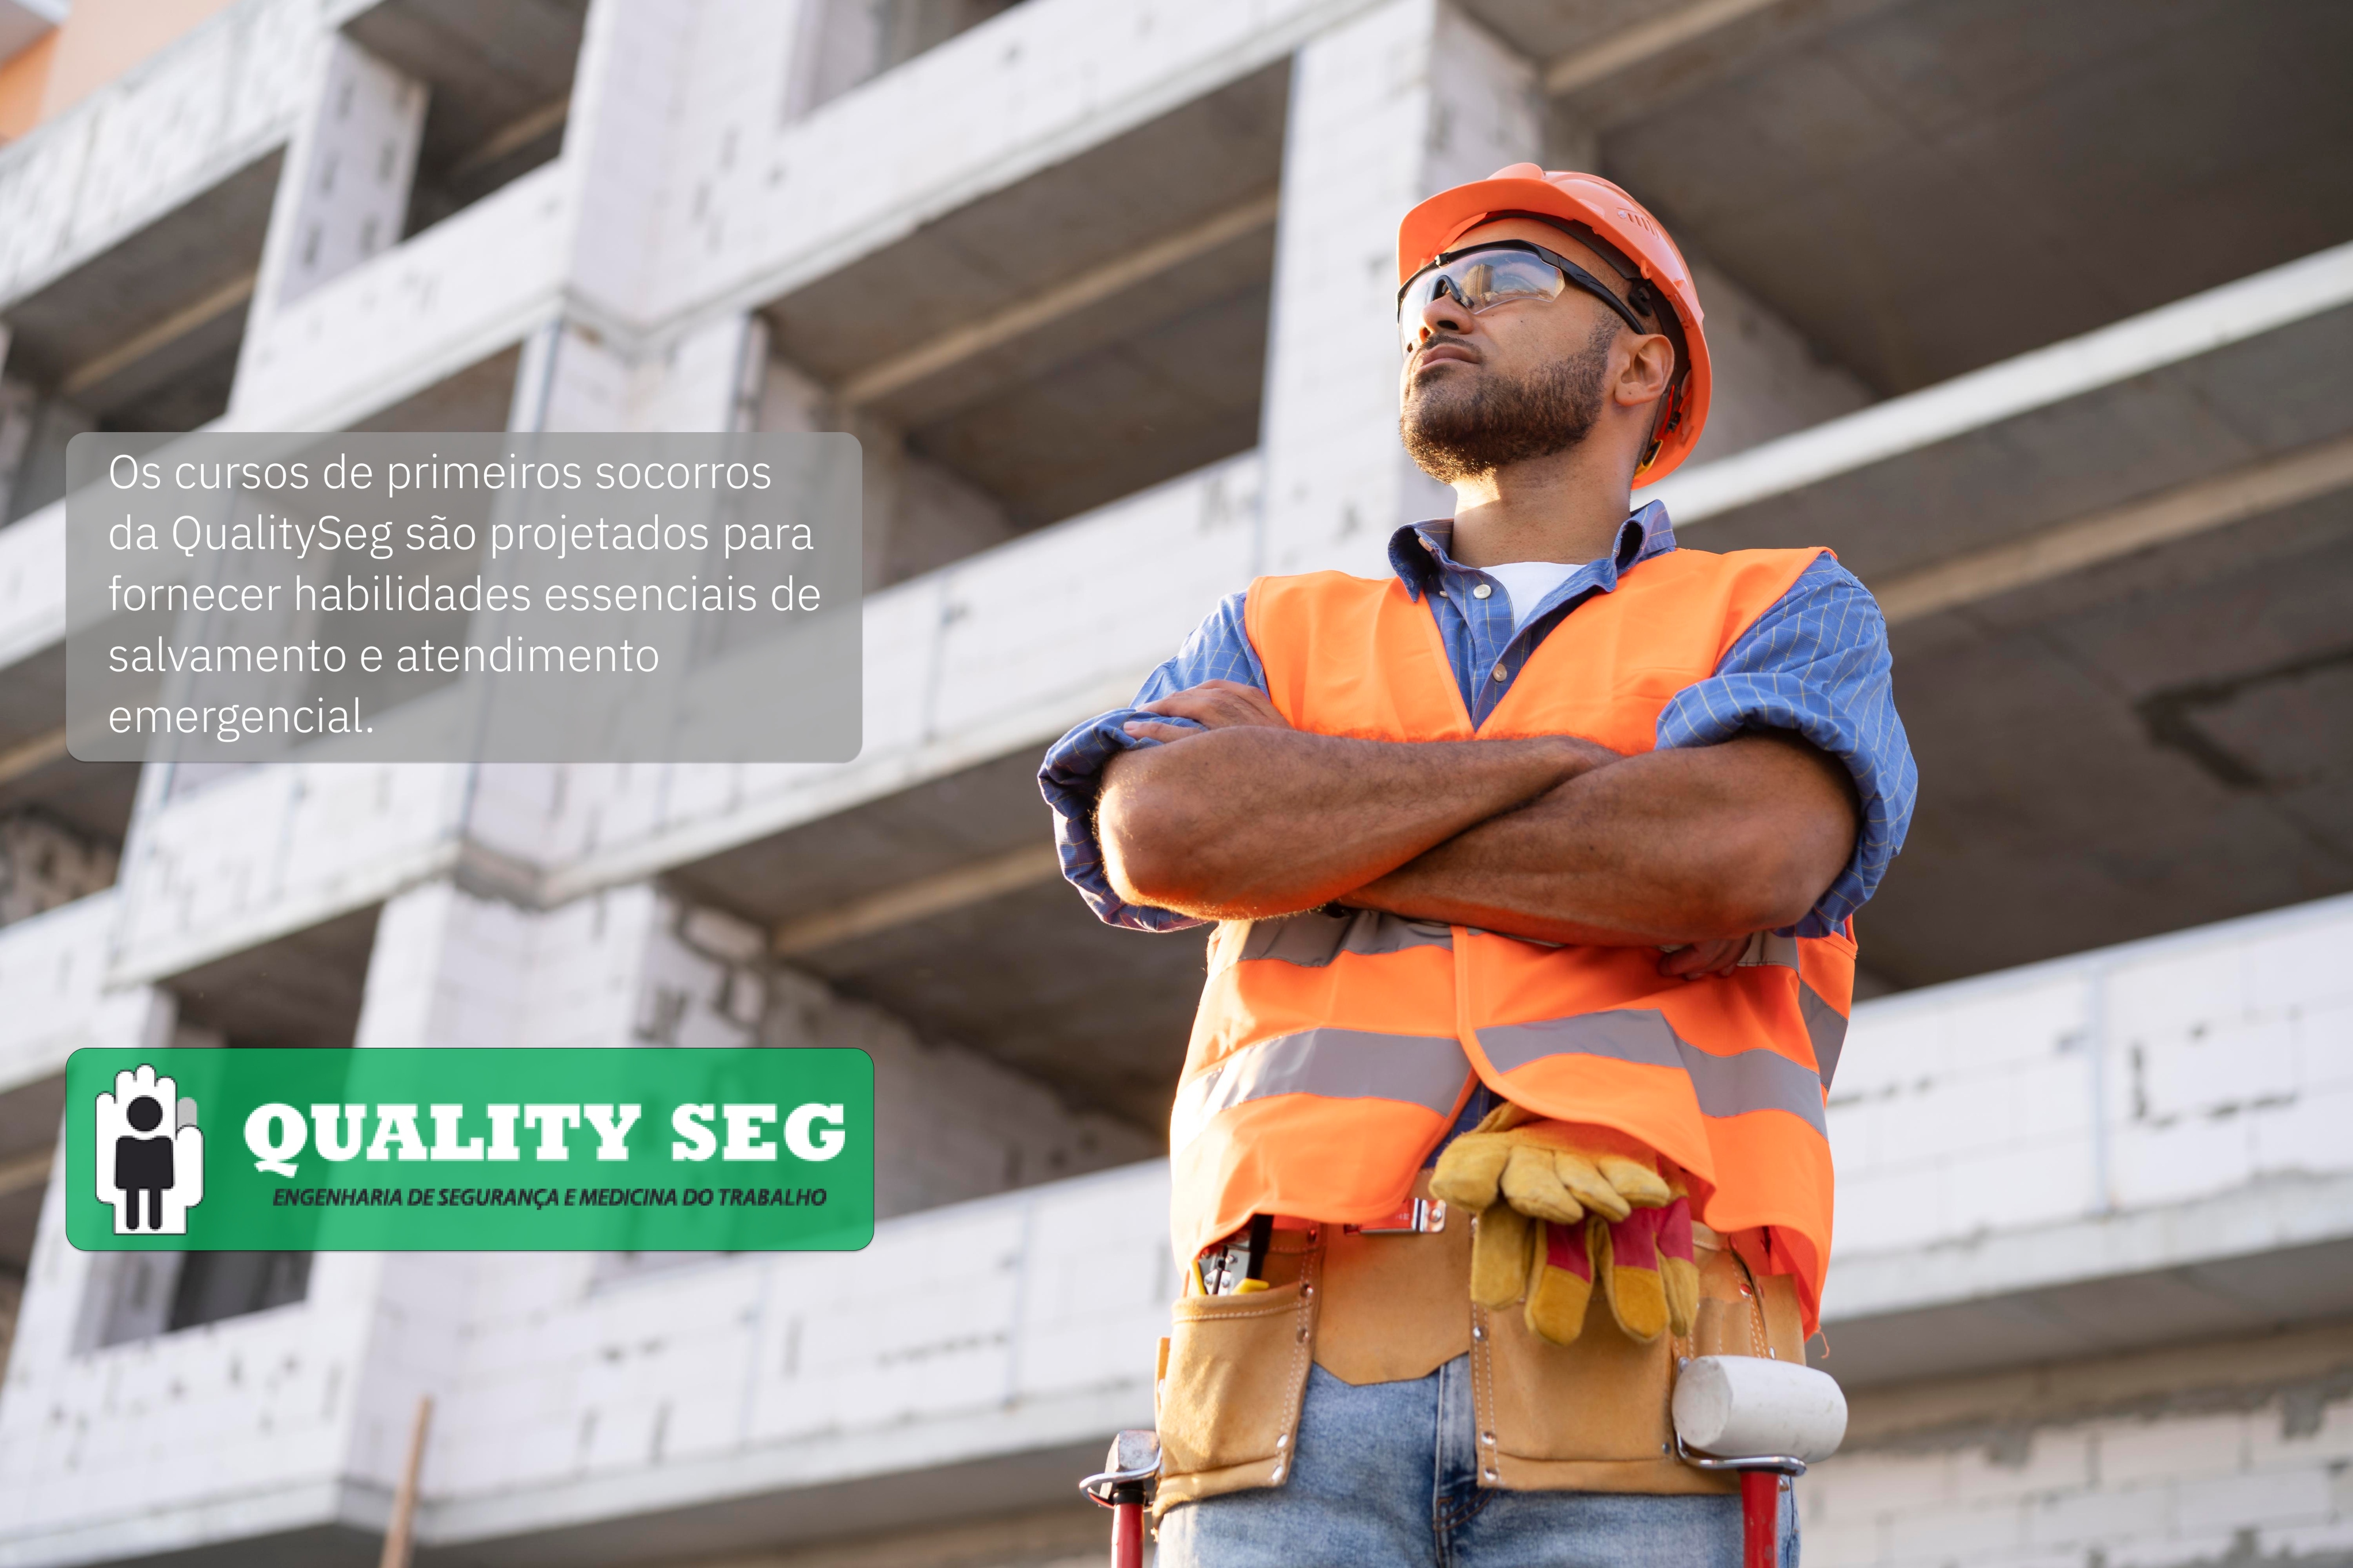 Os cursos de primeiros socorros
da QualitySeg são projetados para
fornecer habilidades essenciais de
salvamento e atendimento
emergencial.
QUALITY SEG
ENGENHARIA DE SEGURANÇA E MEDICINA DO TRABALHO